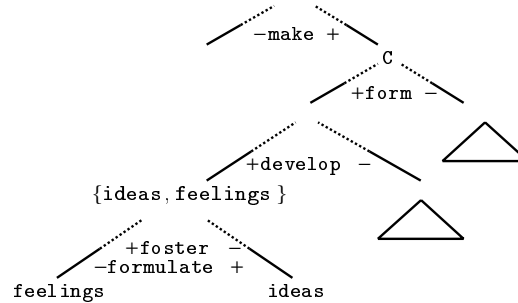 −make +
C
+form −
+develop −
{ideas, feelings }
+foster −
−formulate +
feelings ideas